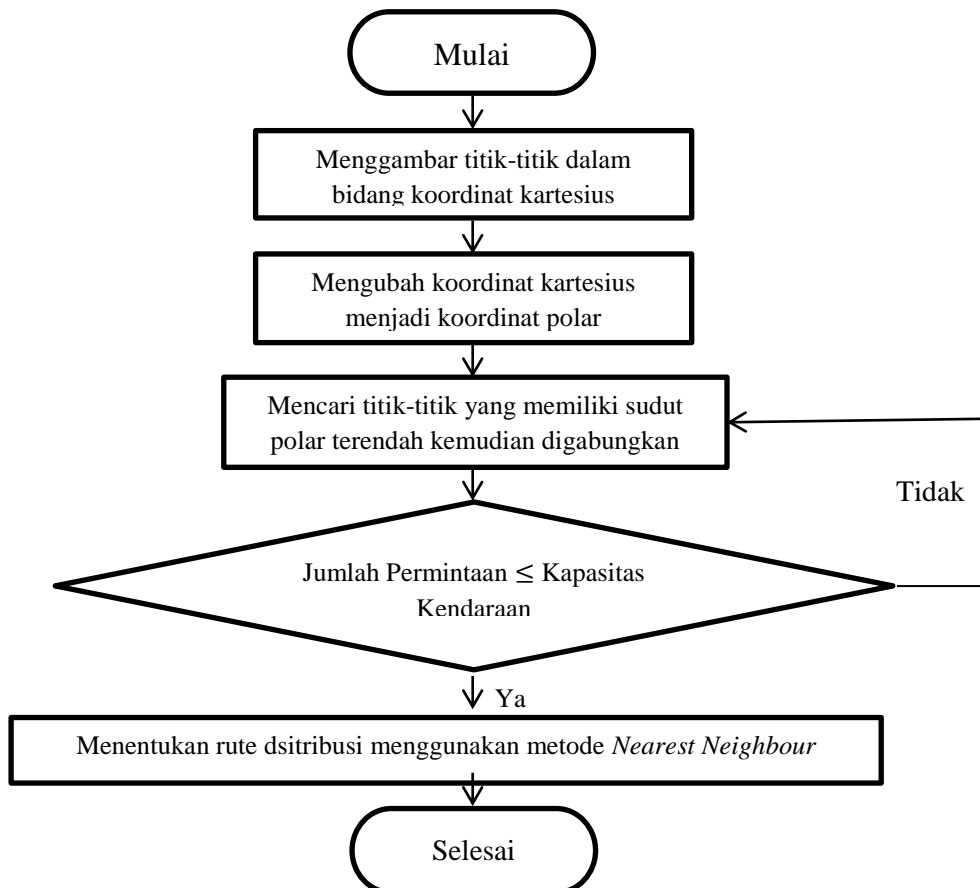 Mulai
Menggambar titik-titik dalam
bidang koordinat kartesius
Mengubah koordinat kartesius
menjadi koordinat polar
Mencari titik-titik yang memiliki sudut
polar terendah kemudian digabungkan
Tidak
Jumlah Permintaan ≤ Kapasitas
Kendaraan
Ya
Menentukan rute dsitribusi menggunakan metode Nearest Neighbour
Selesai